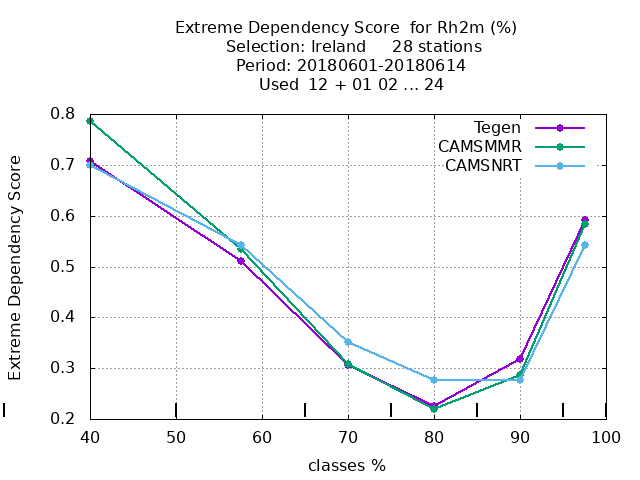 Extreme Dependency Score  for Rh2m (%)
Selection: Ireland     28 stations
Period: 20180601-20180614
Used  12 + 01 02 ... 24
Extreme Dependency Score
0.8
0.7
0.6
0.5
0.4
0.3
0.2
Tegen
CAMSMMR
CAMSNRT
40 50 60 70 80 90 100
classes %